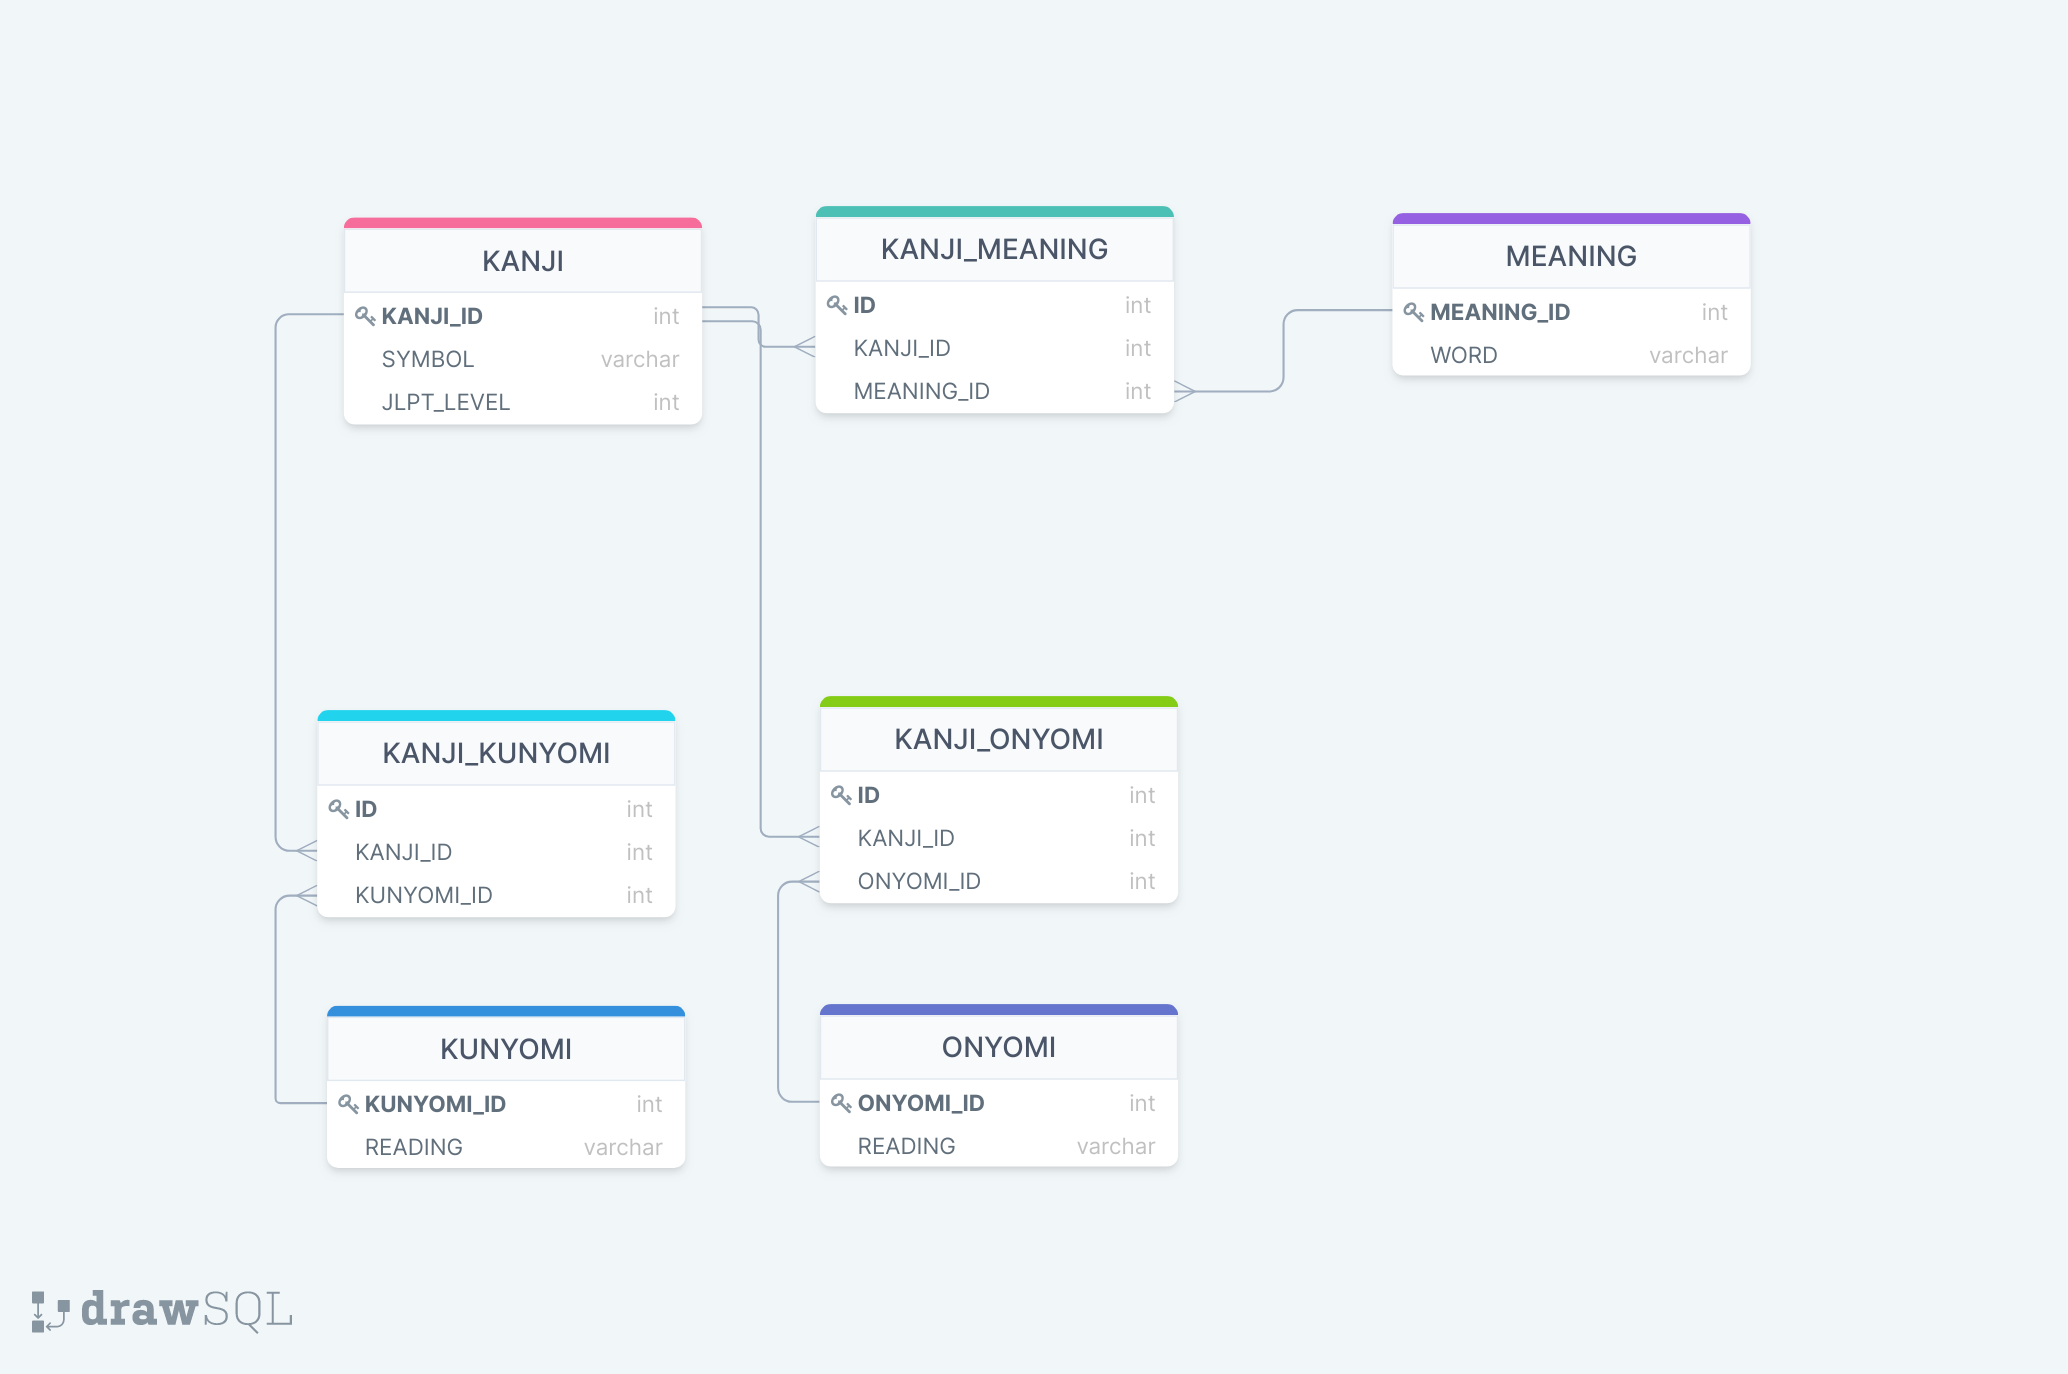 KANJI
KANJI_ID int
SYMBOL varchar
JLPT_LEVEL int
KANJI_MEANING
ID int
KANJI_ID int
MEANING_ID int
MEANING
MEANING_ID int
WORD varchar
KANJI_KUNYOMI
ID int
KANJI_ID int
KUNYOMI_ID int
KANJI_ONYOMI
ID int
KANJI_ID int
ONYOMI_ID int
KUNYOMI
KUNYOMI_ID int
READING varchar
ONYOMI
ONYOMI_ID int
READING varchar
drawSQL